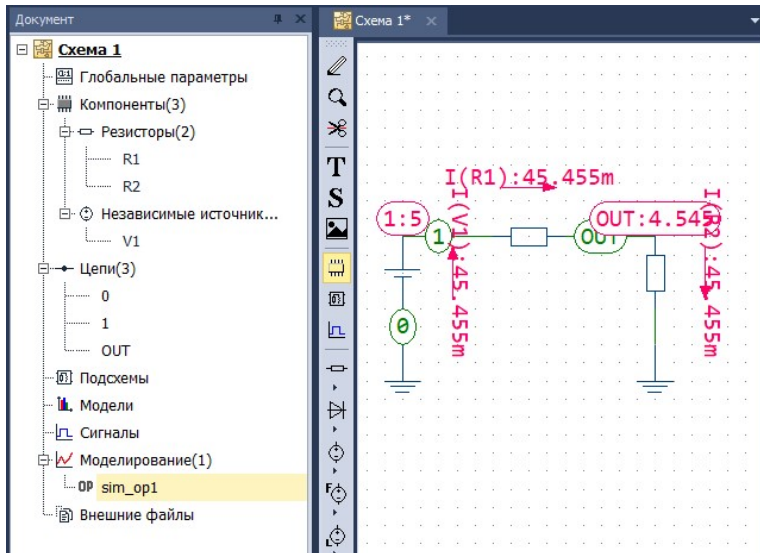 Документ
Схема 1
Глобальные параметры
Компоненты(3)
Резисторы(2)
R1
R2
Независимые источник...
V1
Цепи(3)
0
1
OUT
Подсхемы
Модели
Сигналы
Моделирование(1)
OP sim_op1
Внешние файлы
Схема 1*
T
S
I(R1):45.455m
1:5
1
I(V1):45.455m
OUT:4.545
OUT
I(R2):45.455m
0